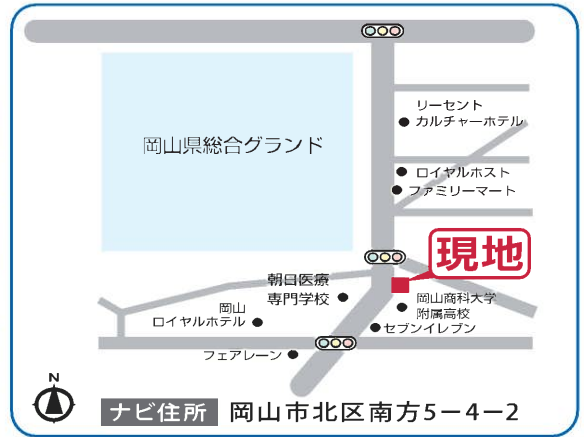 リーセント
カルチャーホテル
岡山県総合グランド
ロイヤルホスト
ファミリーマート
現地
朝日医療
専門学校
岡山商科大学
附属高校
岡山
ロイヤルホテル
セブンイレブン
フェアレーン
N
ナビ住所 岡山市北区南方5-4-2